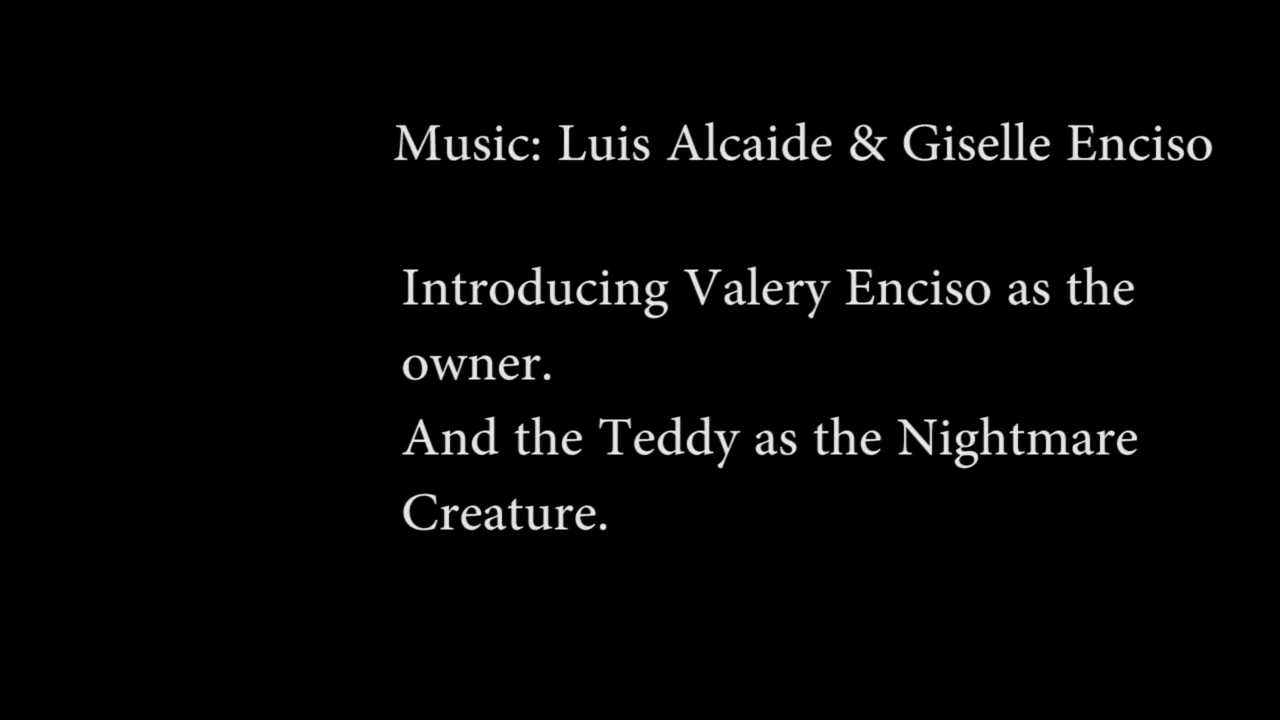 Music: Luis Alcaide & Giselle Enciso
Introducing Valery Enciso as the
owner.
And the Teddy as the Nightmare
Creature.